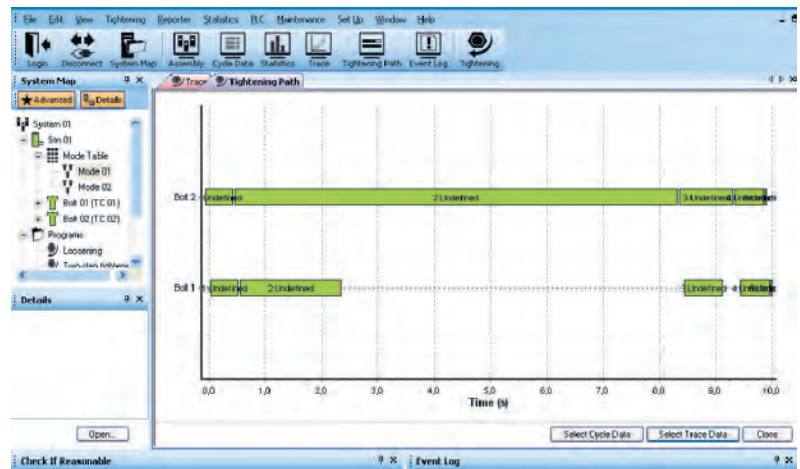 File Edit View Tightening Reporter Statistics PLC Maintenance Set Up Window Help
Login Disconnect System Map Assembly Cycle Data Statistics Trace Tightening Path Event Log Tightening
System Map
Trace Tightening Path
Advanced Details
System 01
Stn 01
Mode Table
Mode 01
Mode 02
Bolt 01 (TC 01)
Bolt 02 (TC 02)
Programs
Loosening
Details
Open...
Bolt 2 Undefined 2 Undefined 3 Undefined
Bolt 1 Undefined 2 Undefined Undefined
0,0 1,0 2,0 3,0 4,0 5,0 6,0 7,0 8,0 9,0 10,0
Time (s)
Select Cycle Data Select Trace Data Close
Check If Reasonable Event Log